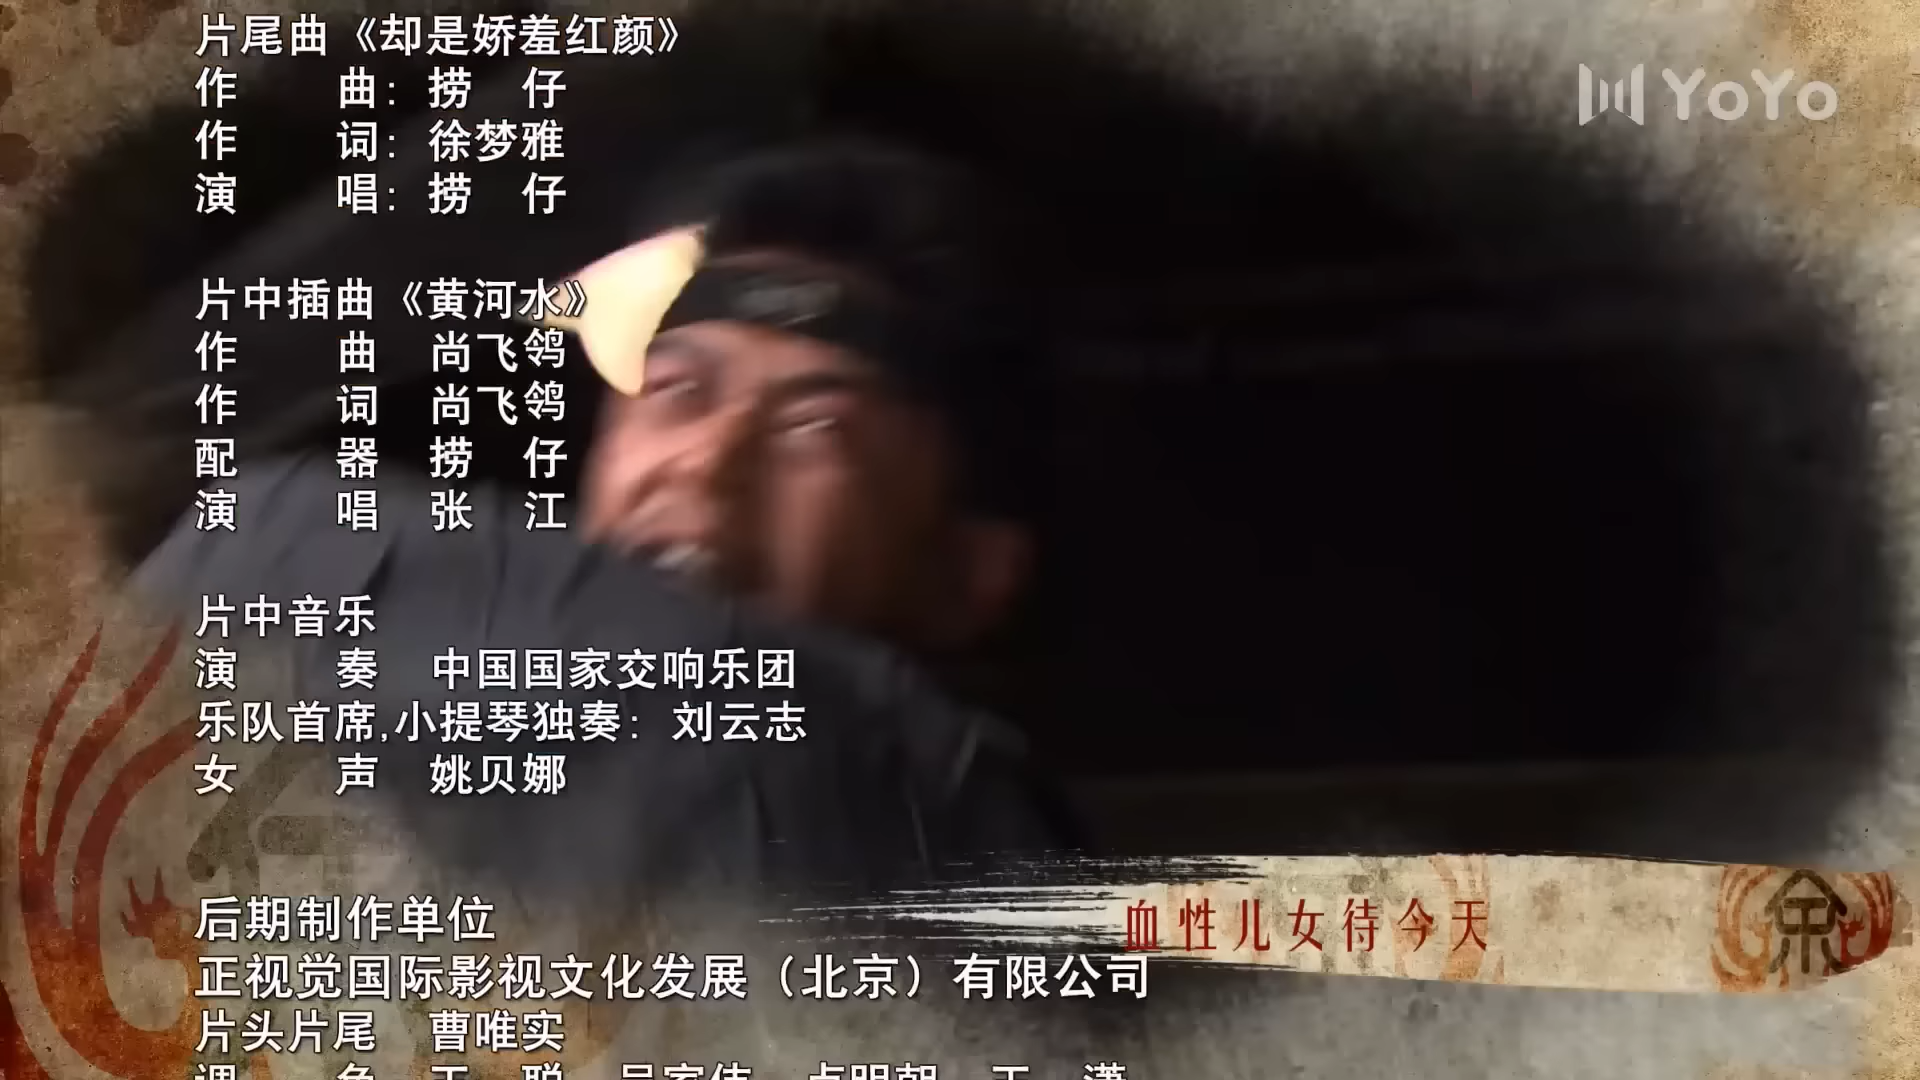 片尾曲《却是娇羞红颜》
作 曲: 捞 仔
作 词: 徐梦雅
演 唱: 捞 仔
片中插曲《黄河水》
作 曲 尚飞鸰
作 词 尚飞鸰
配 器 捞 仔
演 唱 张 江
片中音乐
演 奏 中国国家交响乐团
乐队首席,小提琴独奏: 刘云志
女 声 姚贝娜
后期制作单位
正视觉国际影视文化发展（北京）有限公司
片头片尾 曹唯实
YoYo
血性儿女待今天